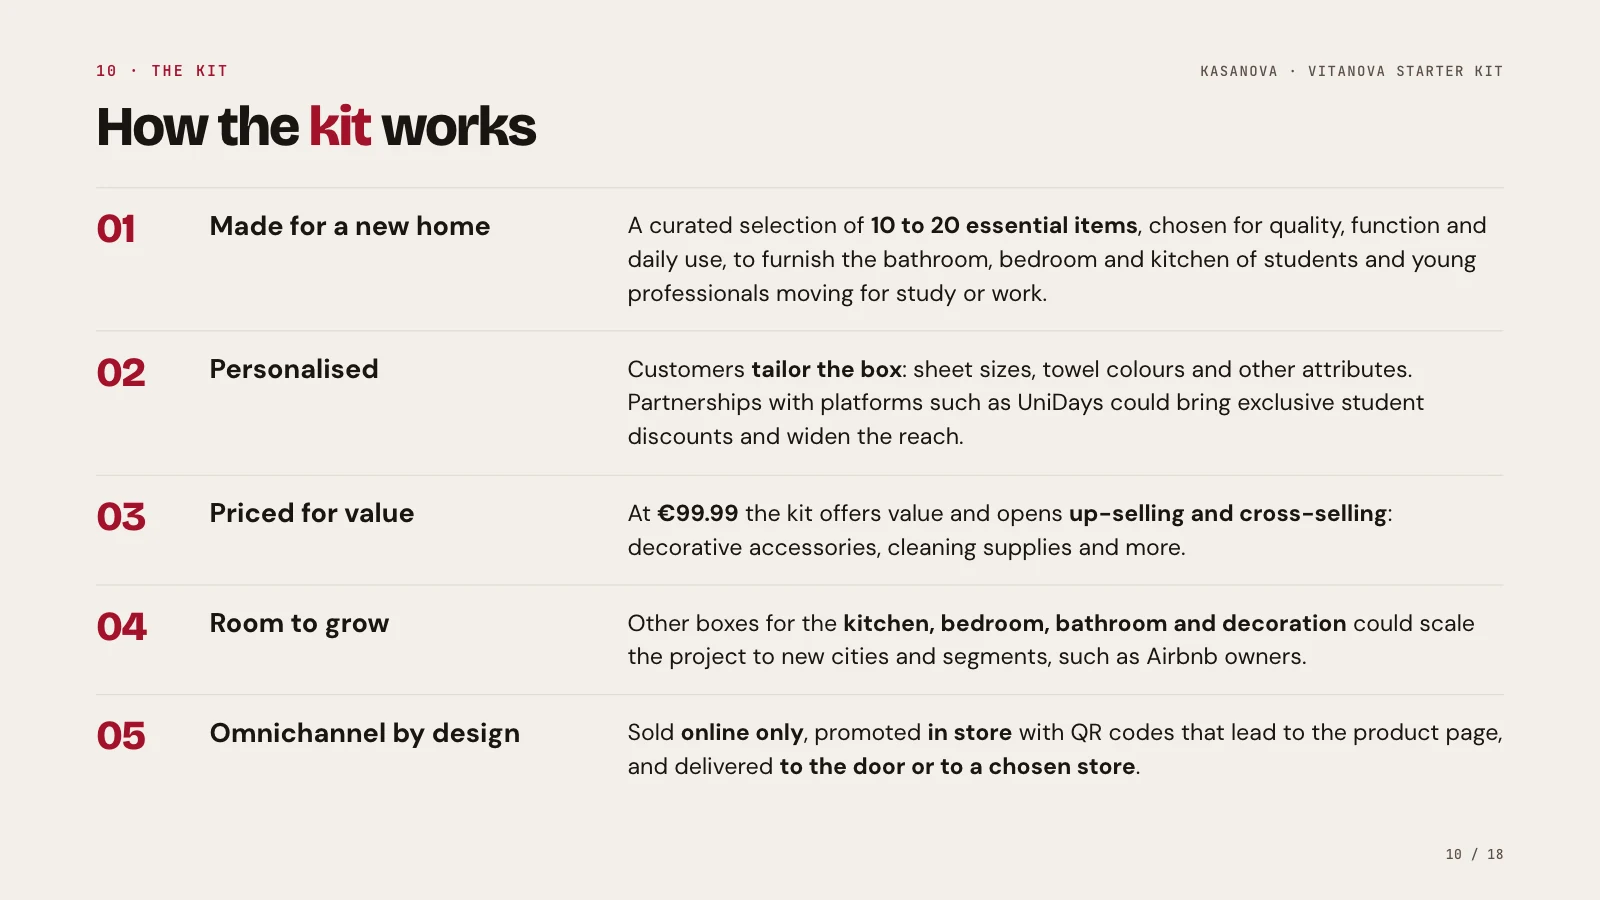 10 · THE KIT
KASANOVA · VITANOVA STARTER KIT
How the kit works
01
Made for a new home
A curated selection of 10 to 20 essential items, chosen for quality, function and
daily use, to furnish the bathroom, bedroom and kitchen of students and young
professionals moving for study or work.
02
Personalised
Customers tailor the box: sheet sizes, towel colours and other attributes.
Partnerships with platforms such as UniDays could bring exclusive student
discounts and widen the reach.
03
Priced for value
At €99.99 the kit offers value and opens up-selling and cross-selling:
decorative accessories, cleaning supplies and more.
04
Room to grow
Other boxes for the kitchen, bedroom, bathroom and decoration could scale
the project to new cities and segments, such as Airbnb owners.
05
Omnichannel by design
Sold online only, promoted in store with QR codes that lead to the product page,
and delivered to the door or to a chosen store.
10 / 18